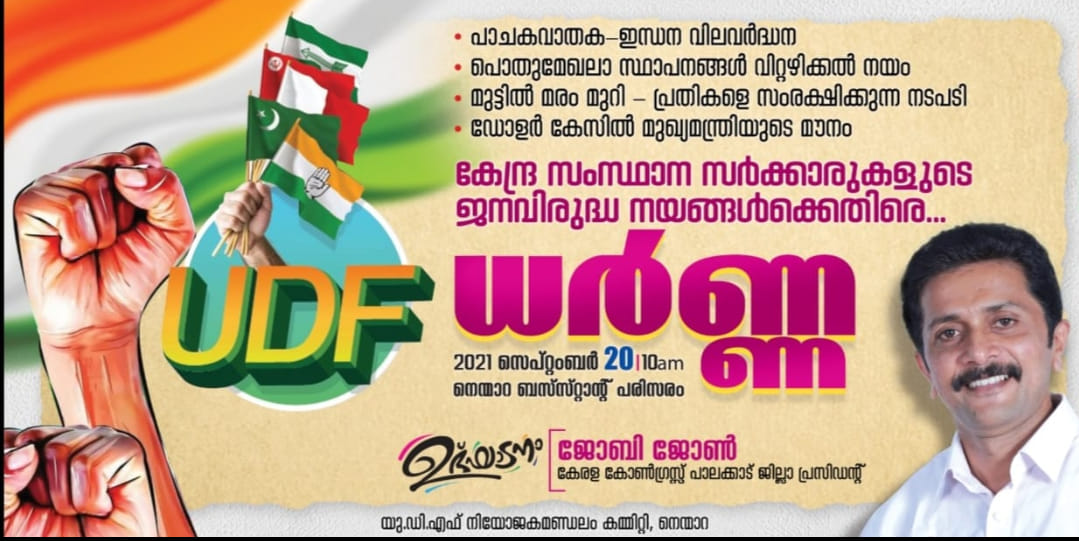 • പാചകവാതക-ഇന്ധന വിലവർദ്ധന
• പൊതുമേഖലാ സ്ഥാപനങ്ങൾ വിറ്റഴിക്കൽ നയം
• മുട്ടിൽ മരം മുറി - പ്രതികളെ സംരക്ഷിക്കുന്ന നടപടി
• ഡോളർ കേസിൽ മുഖ്യമന്ത്രിയുടെ മൗനം
കേന്ദ്ര സംസ്ഥാന സർക്കാരുകളുടെ
ജനവിരുദ്ധ നയങ്ങൾക്കെതിരെ...
UDF
ധർണ്ണ
2021 സെപ്റ്റംബർ 20|10am
നെന്മാറ ബസ്സ്റ്റാന്റ് പരിസരം
ഉദ്ഘാടനം
ജോബി ജോൺ
കേരള കോൺഗ്രസ്സ് പാലക്കാട് ജില്ലാ പ്രസിഡന്റ്
യു.ഡി.എഫ് നിയോജകമണ്ഡലം കമ്മിറ്റി, നെന്മാറ